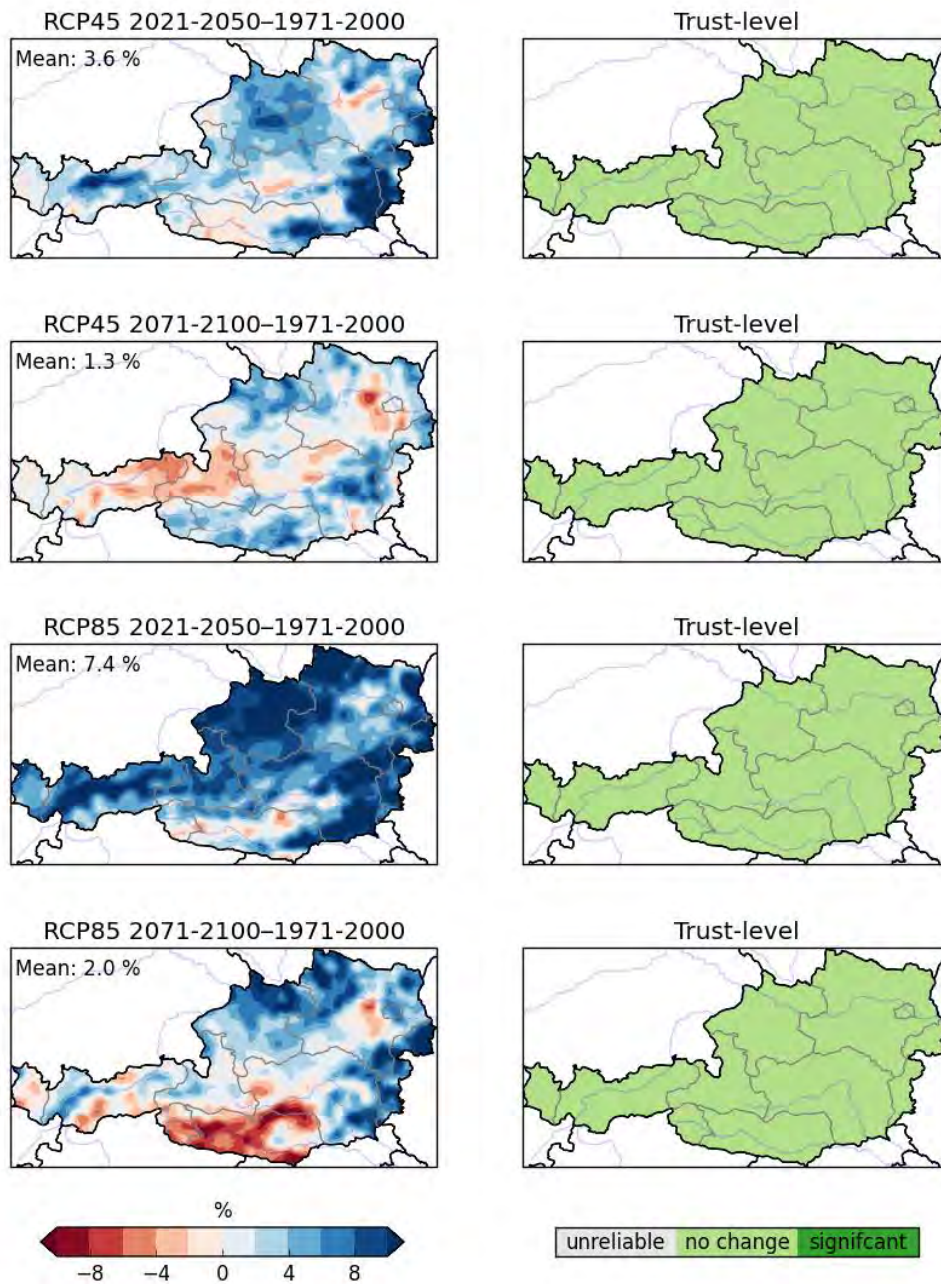 RCP45 2021-2050–1971-2000
Trust-level
Mean: 3.6 %
RCP45 2071-2100–1971-2000
Trust-level
Mean: 1.3 %
RCP85 2021-2050–1971-2000
Trust-level
Mean: 7.4 %
RCP85 2071-2100–1971-2000
Trust-level
Mean: 2.0 %
%
−8 −4 0 4 8
unreliable no change signifcant